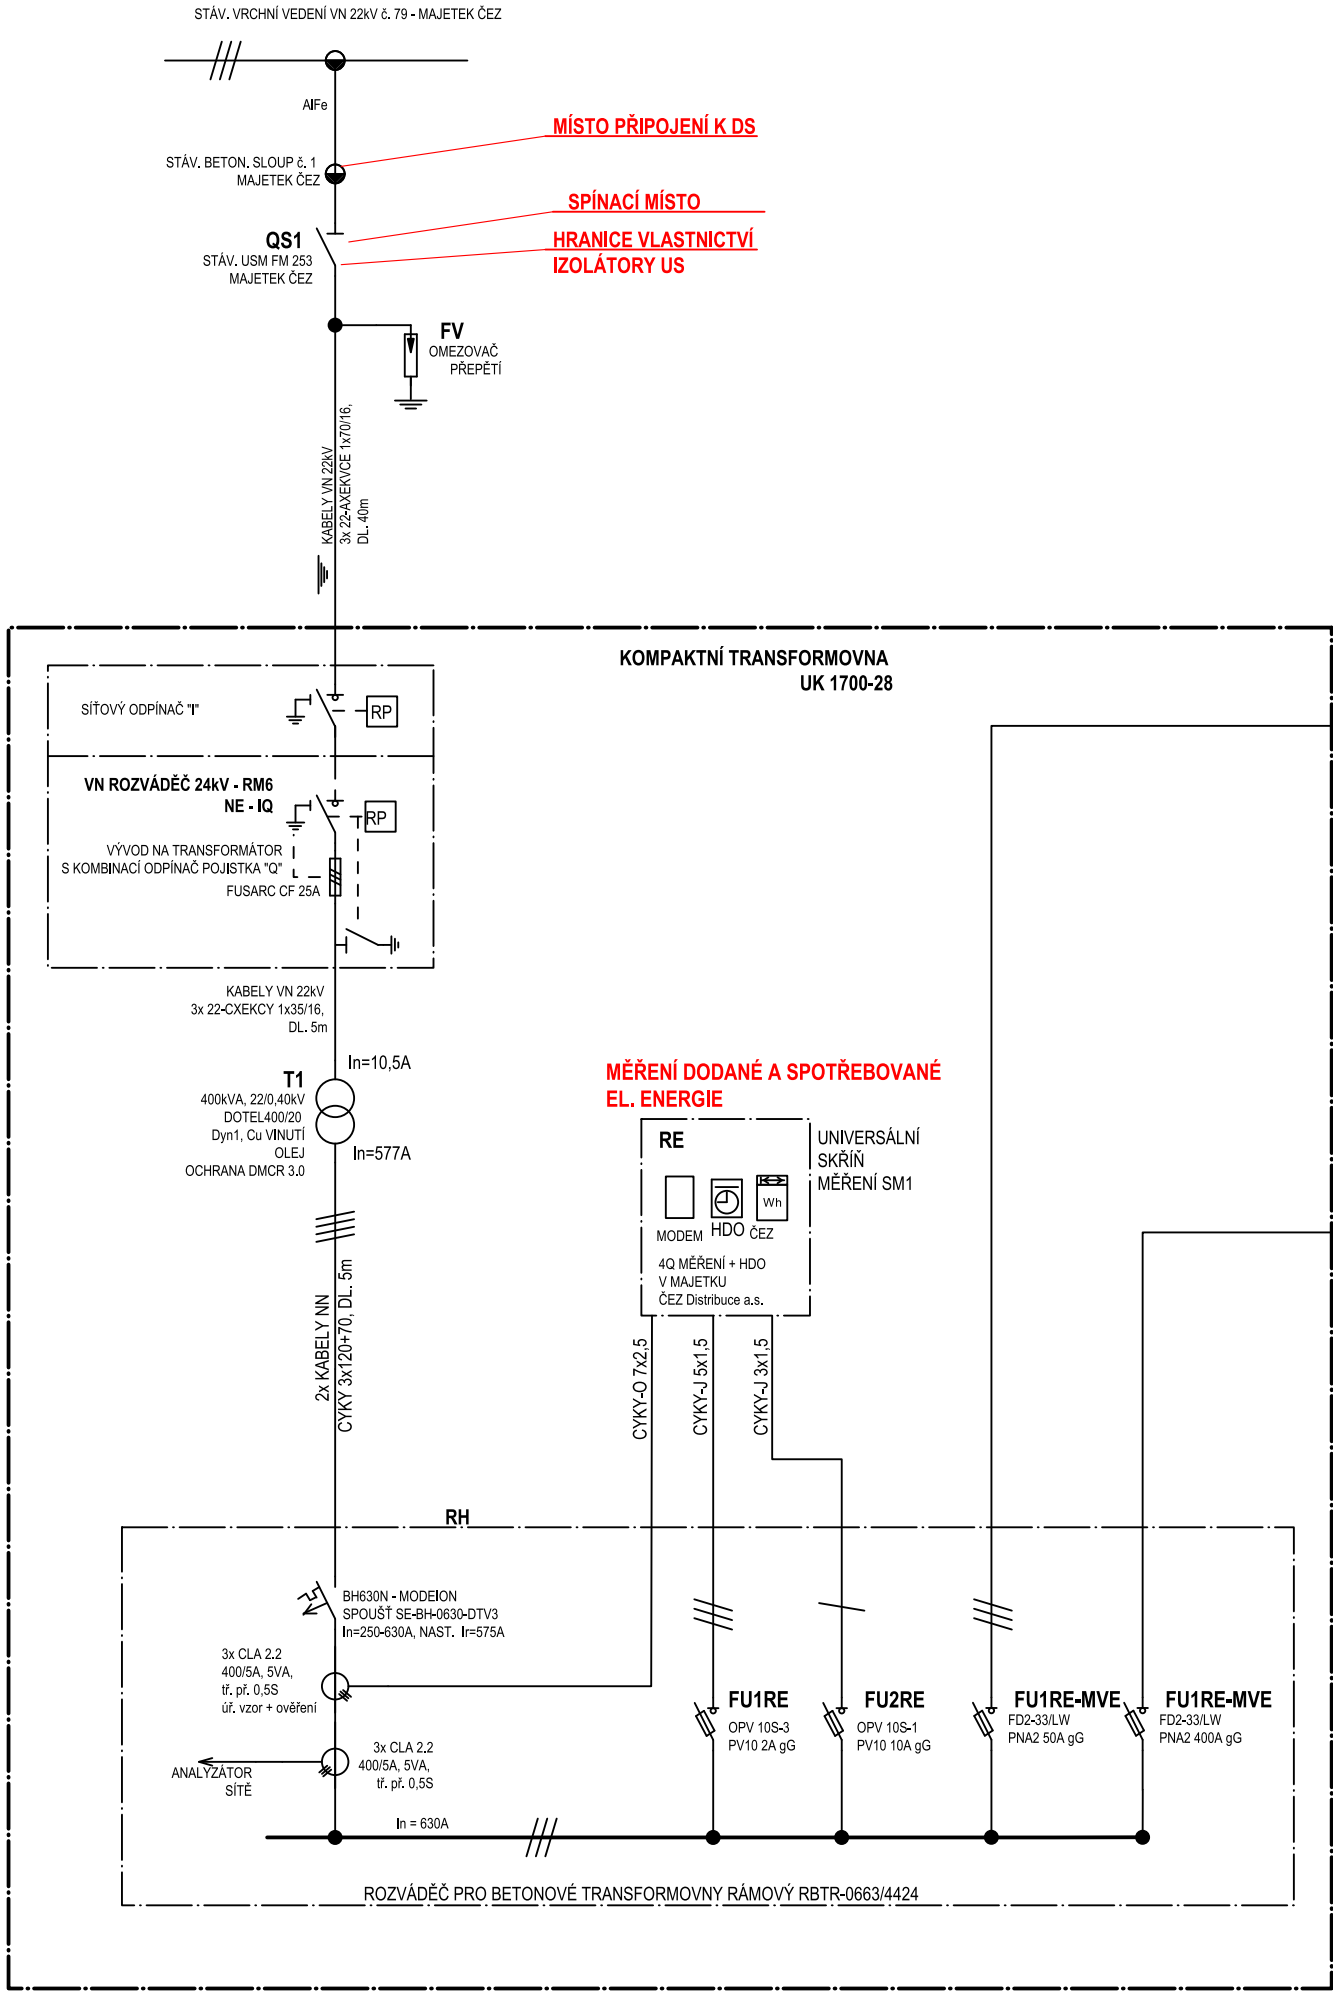 STÁV. VRCHNÍ VEDENÍ VN 22kV č. 79 - MAJETEK ČEZ
AlFe
MÍSTO PŘIPOJENÍ K DS
STÁV. BETON. SLOUP č. 1
MAJETEK ČEZ
SPÍNACÍ MÍSTO
QS1
STÁV. USM FM 253
MAJETEK ČEZ
HRANICE VLASTNICTVÍ
IZOLÁTORY US
FV
OMEZOVAČ
PŘEPĚTÍ
KABELY VN 22kV
3x 22-AXEKVCE 1x70/16,
DL. 40m
KOMPAKTNÍ TRANSFORMOVNA
UK 1700-28
SÍŤOVÝ ODPÍNAČ "I"
RP
VN ROZVÁDĚČ 24kV - RM6
NE - IQ
RP
VÝVOD NA TRANSFORMÁTOR
S KOMBINACÍ ODPÍNAČ POJISTKA "Q"
FUSARC CF 25A
KABELY VN 22kV
3x 22-CXEKCY 1x35/16,
DL. 5m
In=10,5A
T1
400kVA, 22/0,40kV
DOTEL400/20
Dyn1, Cu VINUTÍ
OLEJ
OCHRANA DMCR 3.0
In=577A
MĚŘENÍ DODANÉ A SPOTŘEBOVANÉ
EL. ENERGIE
RE
UNIVERSÁLNÍ
SKŘÍŇ
MĚŘENÍ SM1
Wh
MODEM HDO ČEZ
4Q MĚŘENÍ + HDO
V MAJETKU
ČEZ Distribuce a.s.
2x KABELY NN
CYKY 3x120+70, DL. 5m
CYKY-O 7x2,5
CYKY-J 5x1,5
CYKY-J 3x1,5
RH
BH630N - MODEION
SPOUŠŤ SE-BH-0630-DTV3
In=250-630A, NAST. Ir=575A
3x CLA 2.2
400/5A, 5VA,
tř. př. 0,5S
úř. vzor + ověření
3x CLA 2.2
400/5A, 5VA,
tř. př. 0,5S
ANALYZÁTOR
SÍTĚ
FU1RE
OPV 10S-3
PV10 2A gG
FU2RE
OPV 10S-1
PV10 10A gG
FU1RE-MVE
FD2-33/LW
PNA2 50A gG
FU1RE-MVE
FD2-33/LW
PNA2 400A gG
In = 630A
ROZVÁDĚČ PRO BETONOVÉ TRANSFORMOVNY RÁMOVÝ RBTR-0663/4424